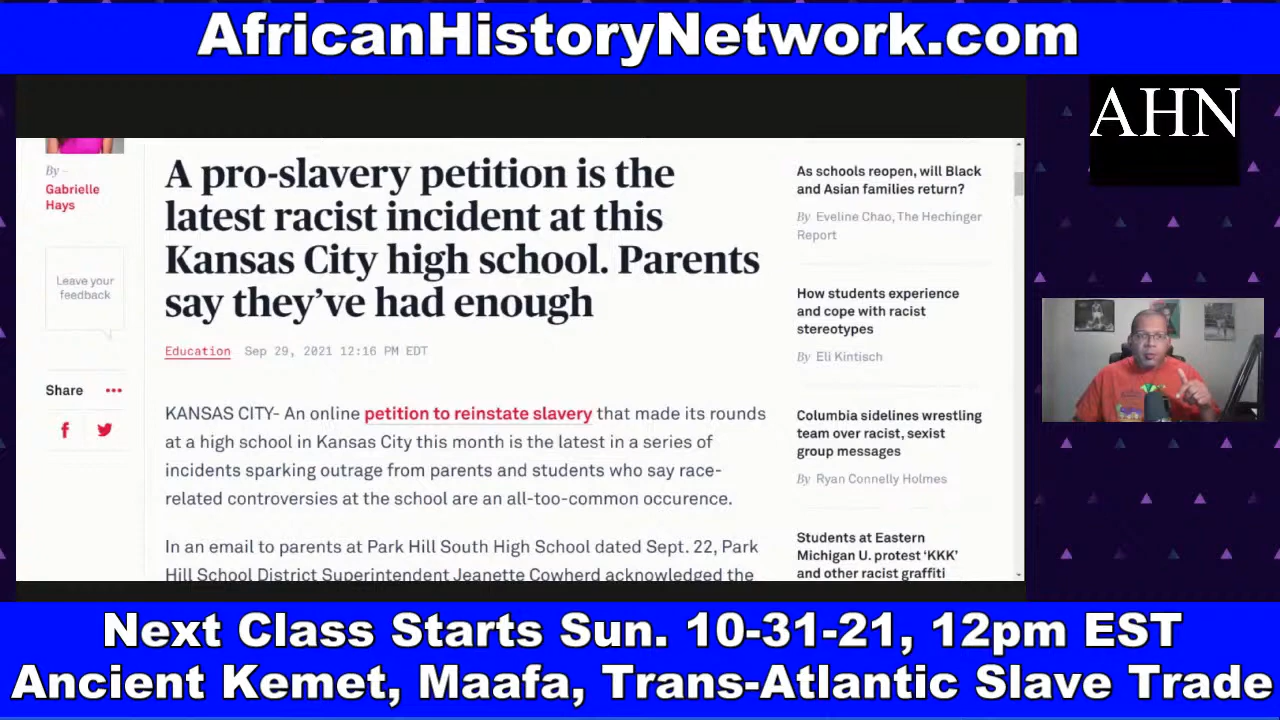 AfricanHistoryNetwork.com
AHN
By –
Gabrielle
Hays
Leave your
feedback
Share •••
A pro-slavery petition is the
latest racist incident at this
Kansas City high school. Parents
say they’ve had enough
Education Sep 29, 2021 12:16 PM EDT
KANSAS CITY- An online petition to reinstate slavery that made its rounds
at a high school in Kansas City this month is the latest in a series of
incidents sparking outrage from parents and students who say race-
related controversies at the school are an all-too-common occurence.
In an email to parents at Park Hill South High School dated Sept. 22, Park
Hill School District Superintendent Jeanette Cowherd acknowledged the
As schools reopen, will Black
and Asian families return?
By Eveline Chao, The Hechinger
Report
How students experience
and cope with racist
stereotypes
By Eli Kintisch
Columbia sidelines wrestling
team over racist, sexist
group messages
By Ryan Connelly Holmes
Students at Eastern
Michigan U. protest ‘KKK’
and other racist graffiti
Next Class Starts Sun. 10-31-21, 12pm EST
Ancient Kemet, Maafa, Trans-Atlantic Slave Trade